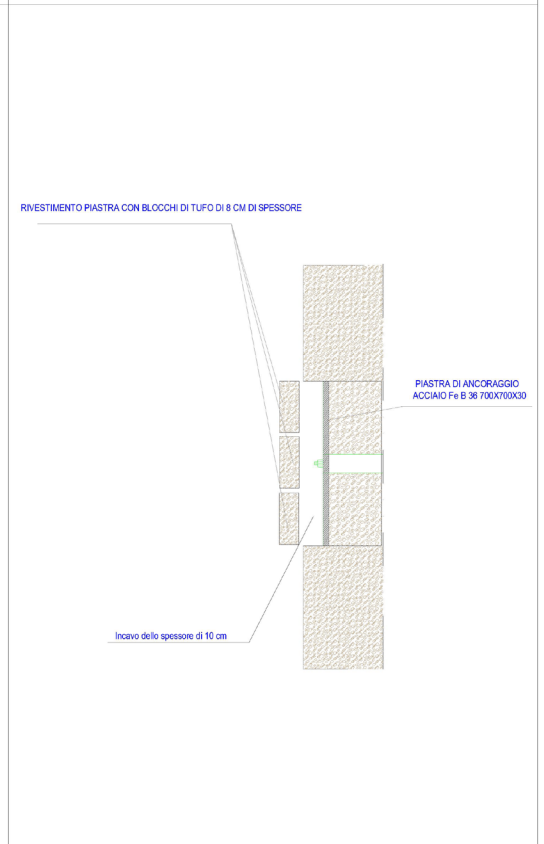 RIVESTIMENTO PIASTRA CON BLOCCHI DI TUFO DI 8 CM DI SPESSORE
PIASTRA DI ANCORAGGIO
ACCIAIO Fe B 36 700X700X30
Incavo dello spessore di 10 cm